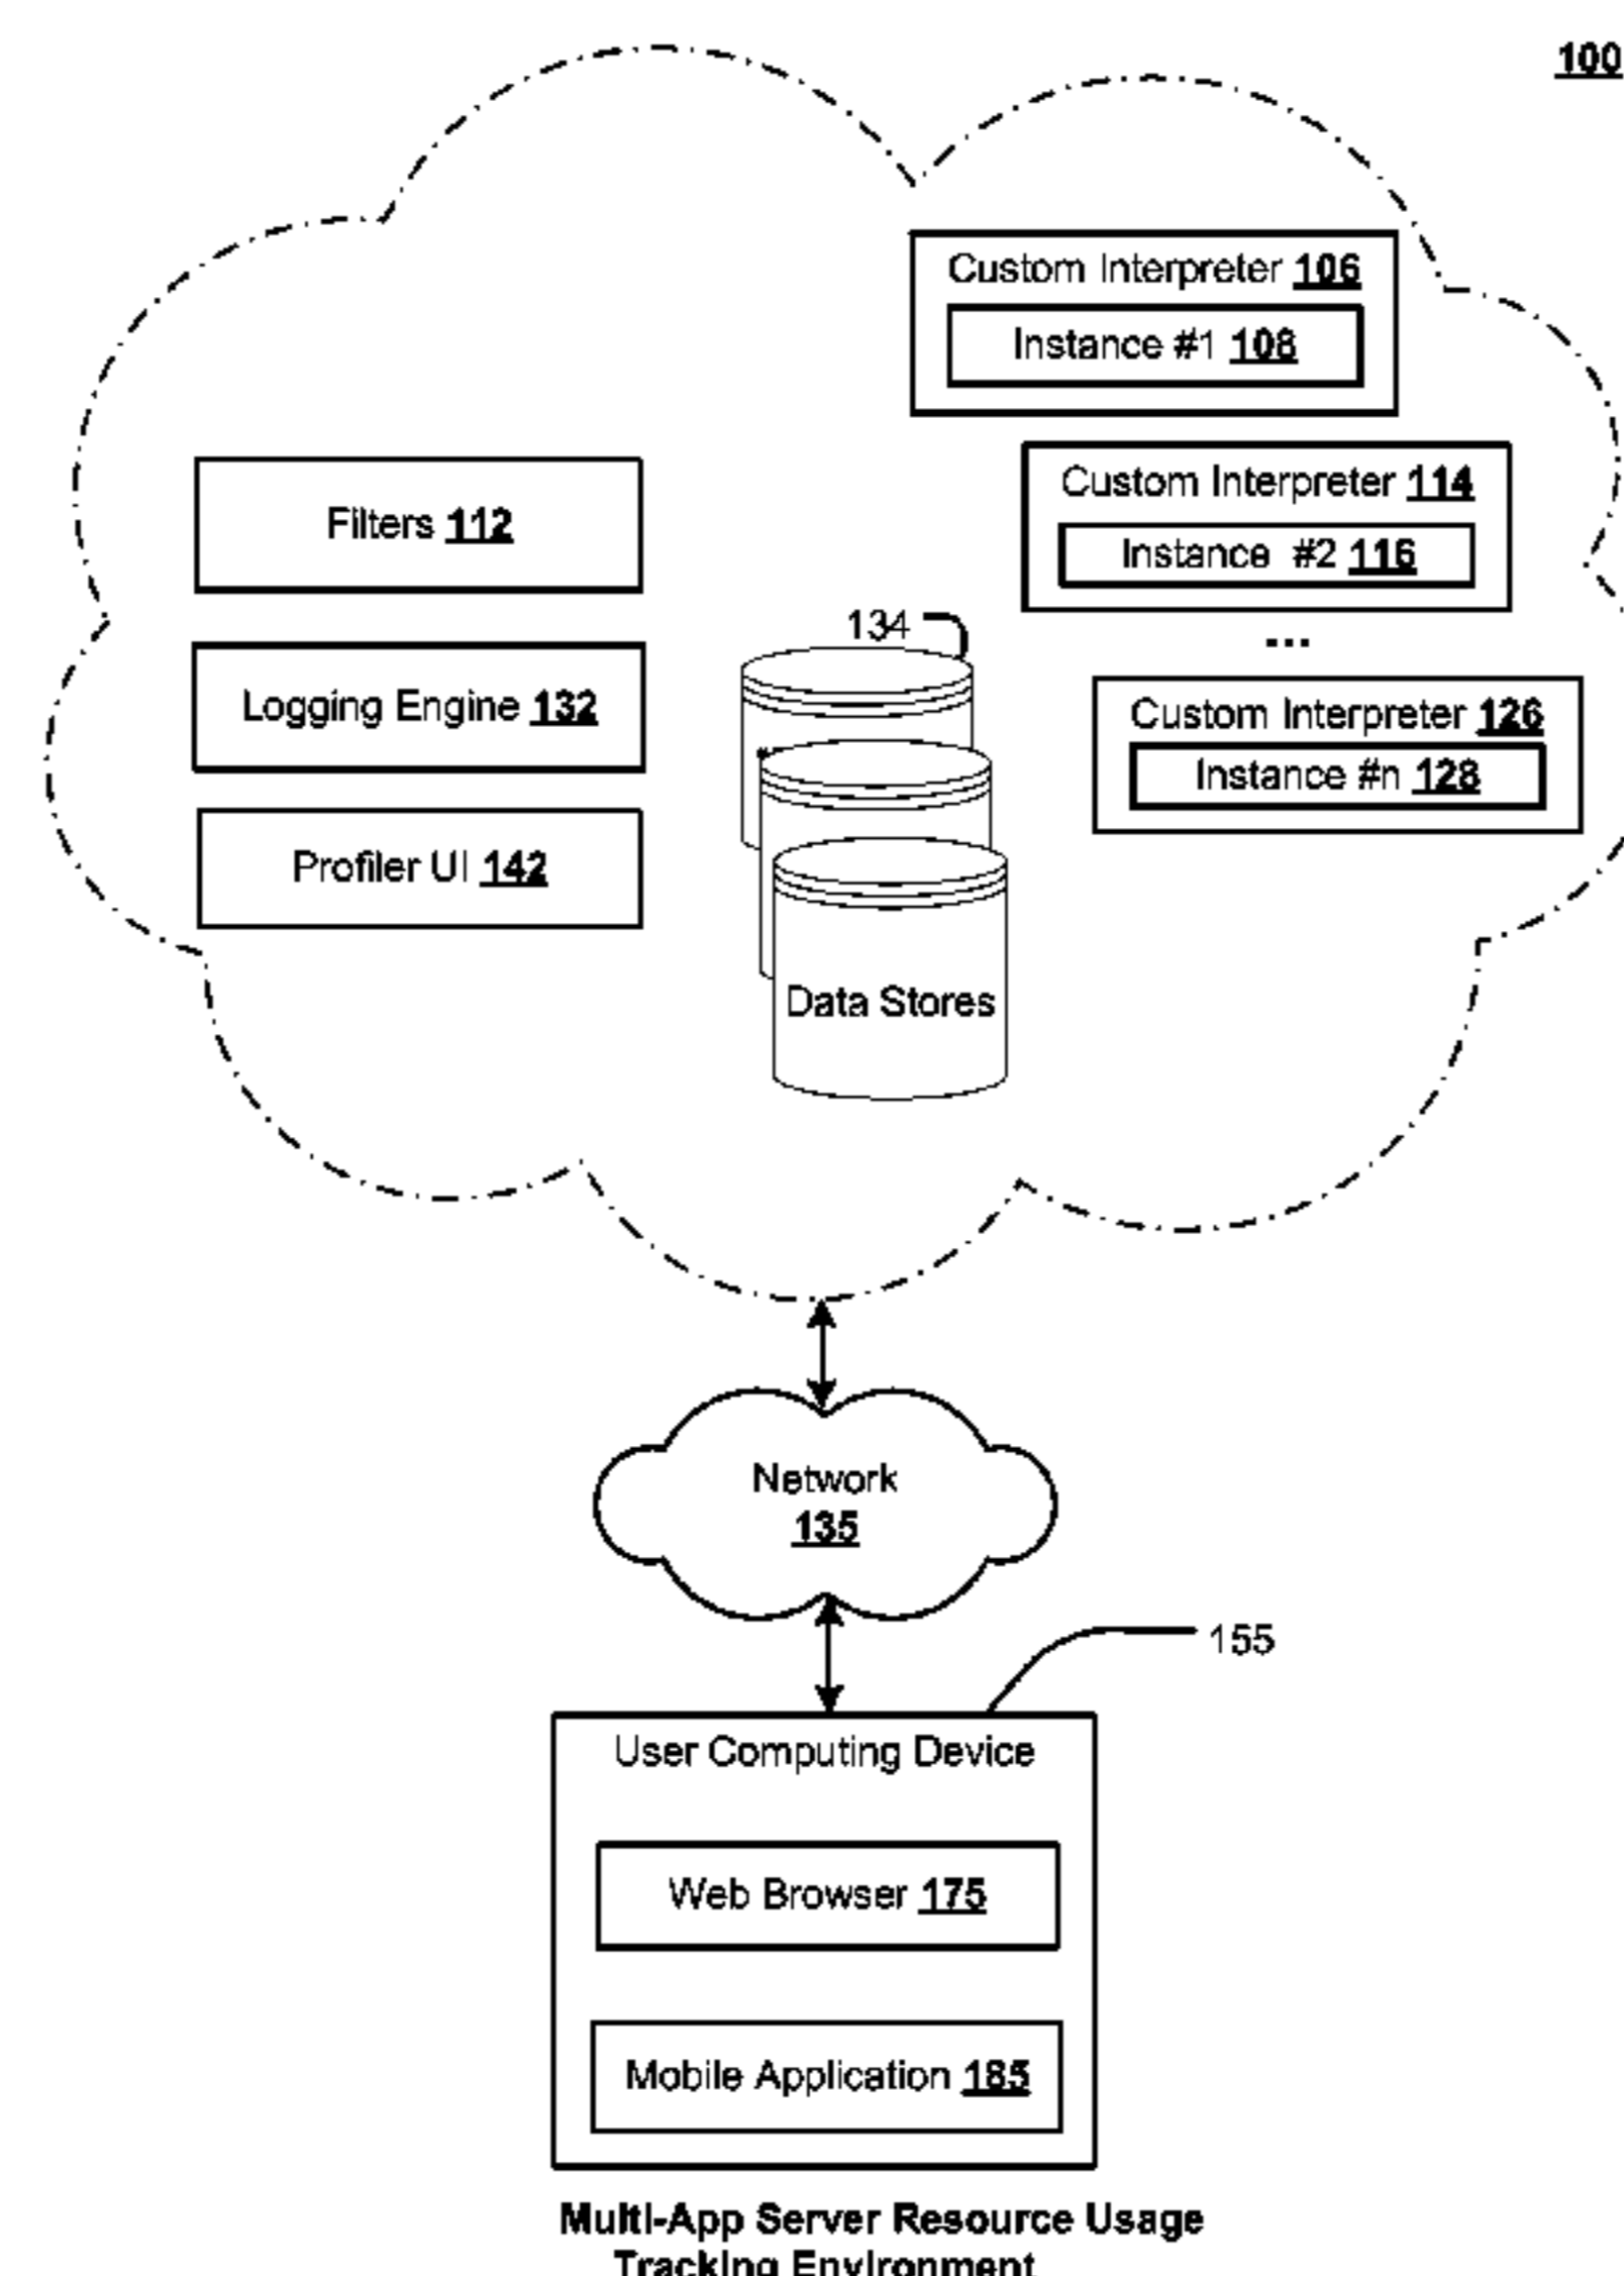 100
Custom Interpreter 106
Instance #1 108
Custom Interpreter 114
Instance #2 116
...
Custom Interpreter 126
Instance #n 128
Filters 112
Logging Engine 132
Profiler UI 142
134
Data Stores
Network
135
155
User Computing Device
Web Browser 175
Mobile Application 185
Multi-App Server Resource Usage
Tracking Environment